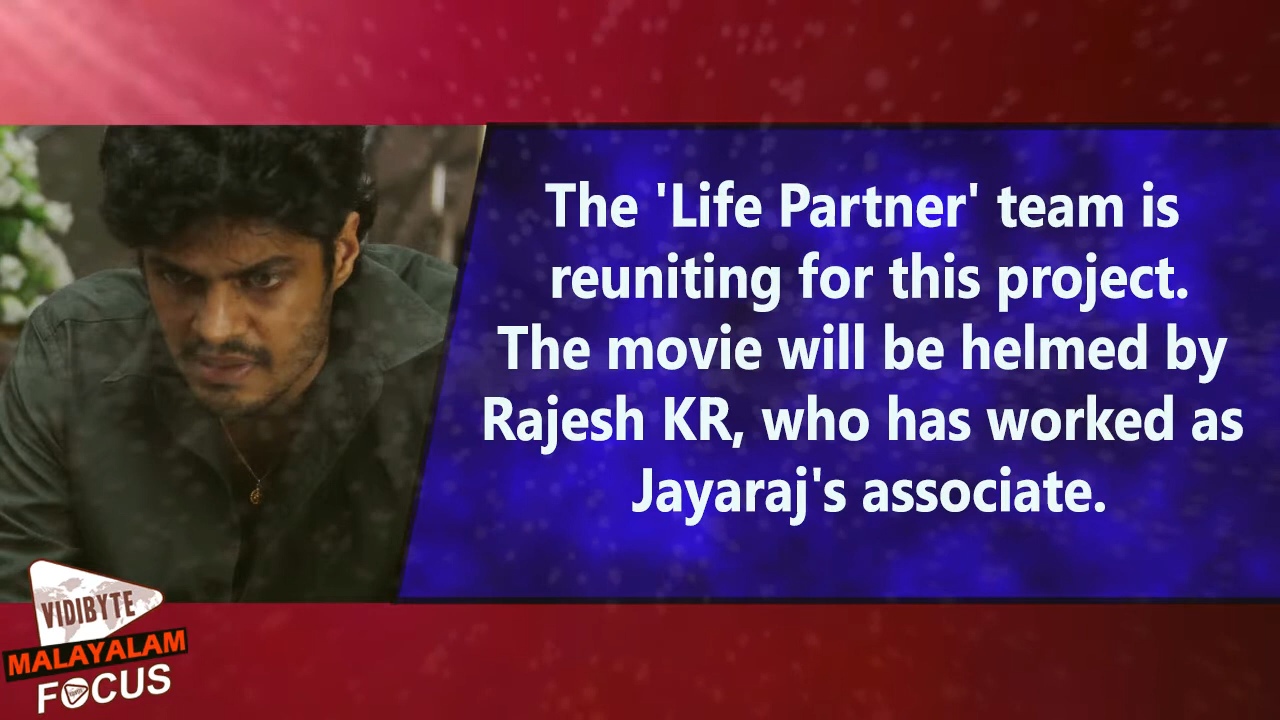 The 'Life Partner' team is
reuniting for this project.
The movie will be helmed by
Rajesh KR, who has worked as
Jayaraj's associate.
VIDIBYTE
MALAYALAM
FOCUS